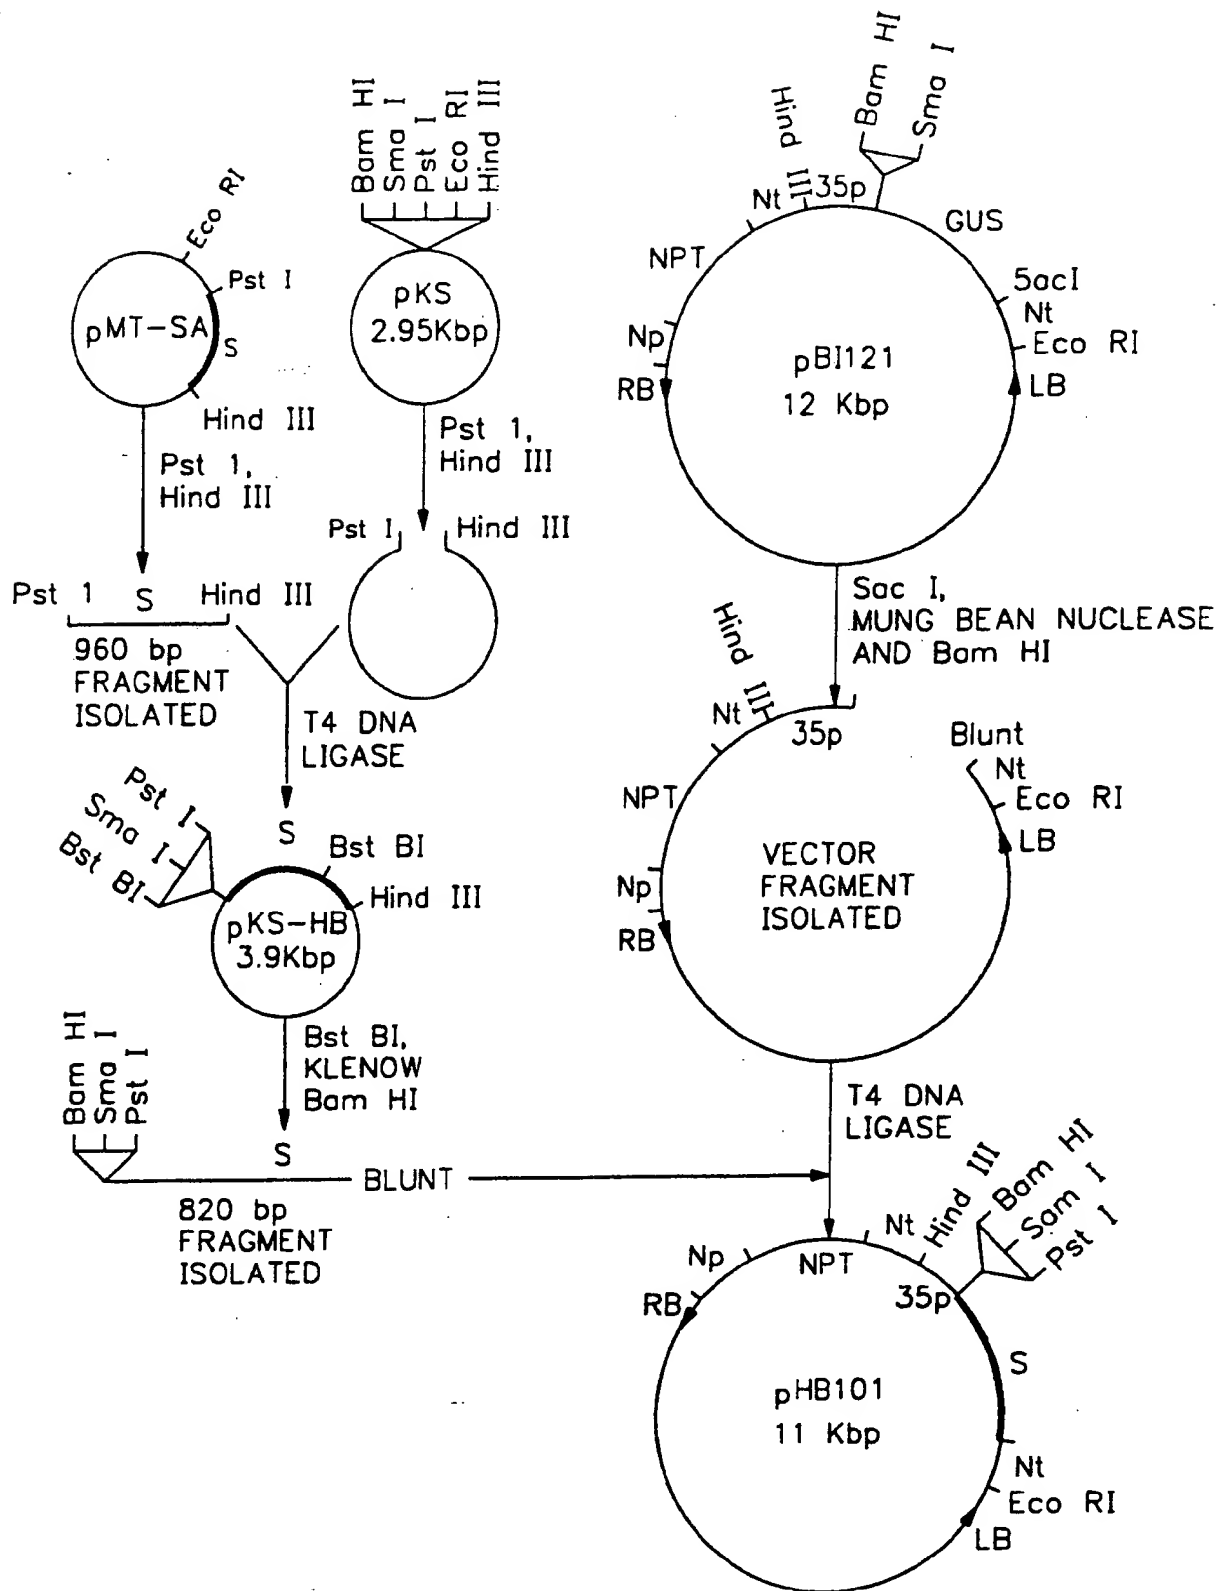 Bam HI
Sma I
Pst I
Eco RI
Hind III
Eco RI
Pst I
pMT-SA
S
Hind III
pKS
2.95Kbp
Pst 1,
Hind III
Pst 1,
Hind III
Pst 1
S
Hind III
960 bp
FRAGMENT
ISOLATED
Pst I
Hind III
T4 DNA
LIGASE
Pst I
Sma I
Bst BI
S
Bst BI
Hind III
pKS-HB
3.9Kbp
Bst BI,
KLENOW
Bam HI
Bam HI
Sma I
Pst I
S
BLUNT
820 bp
FRAGMENT
ISOLATED
Bam HI
Sma I
Hind III
35p
Nt
GUS
NPT
5acI
Nt
Np
Eco RI
RB
LB
pBI121
12 Kbp
Sac I,
MUNG BEAN NUCLEASE
AND Bam HI
Hind III
Nt
35p
Blunt
Nt
NPT
Eco RI
LB
Np
RB
VECTOR
FRAGMENT
ISOLATED
T4 DNA
LIGASE
Bam HI
Sam I
Pst I
Hind III
Nt
NPT
Np
35p
RB
S
pHB101
11 Kbp
Nt
Eco RI
LB